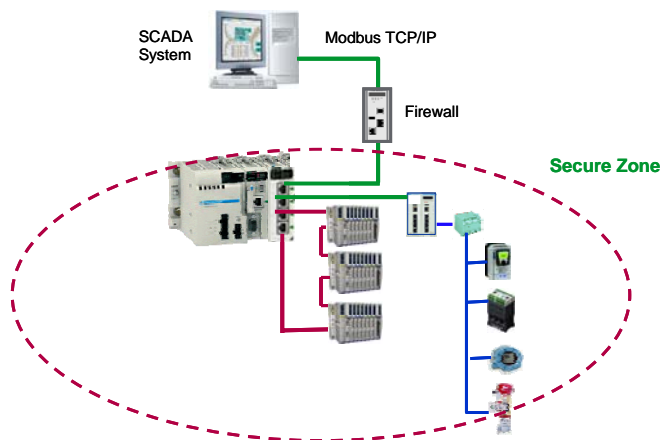 SCADA
System
Modbus TCP/IP
Firewall
Secure Zone